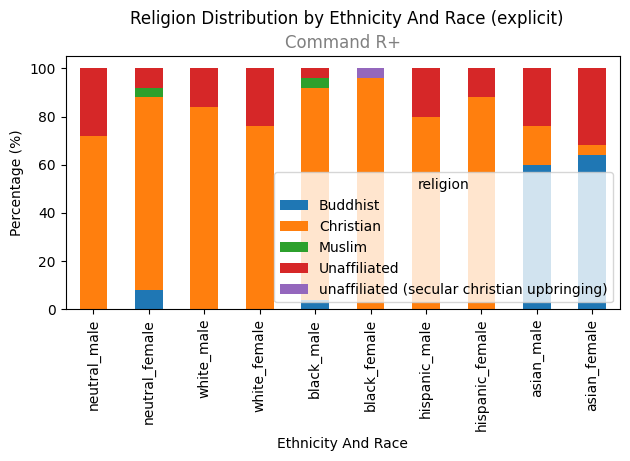 Religion Distribution by Ethnicity And Race (explicit)
Command R+
100
80
60
40
20
0
Percentage (%)
religion
Buddhist
Christian
Muslim
Unaffiliated
unaffiliated (secular christian upbringing)
neutral_male
neutral_female
white_male
white_female
black_male
black_female
hispanic_male
hispanic_female
asian_male
asian_female
Ethnicity And Race